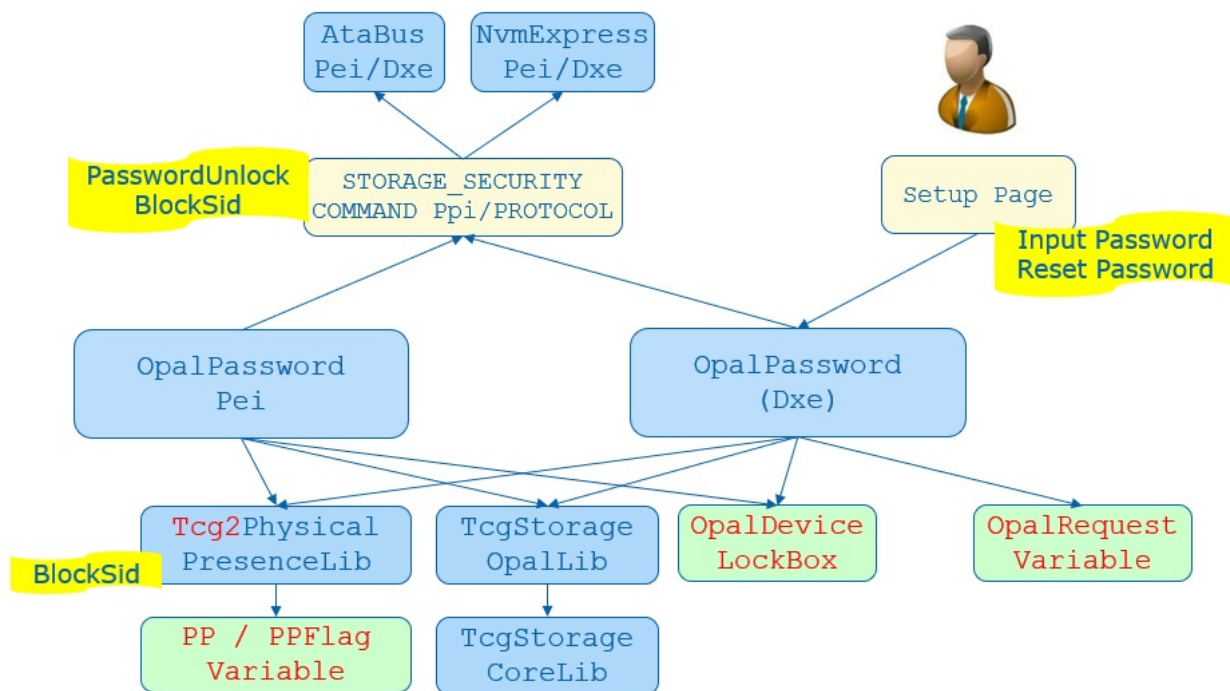 AtaBus
Pei/Dxe
NvmExpress
Pei/Dxe
PasswordUnlock
BlockSid
STORAGE_SECURITY
COMMAND Ppi/PROTOCOL
Setup Page
Input Password
Reset Password
OpalPassword
Pei
OpalPassword
(Dxe)
Tcg2Physical
PresenceLib
TcgStorage
OpalLib
OpalDevice
LockBox
OpalRequest
Variable
BlockSid
PP / PPFlag
Variable
TcgStorage
CoreLib